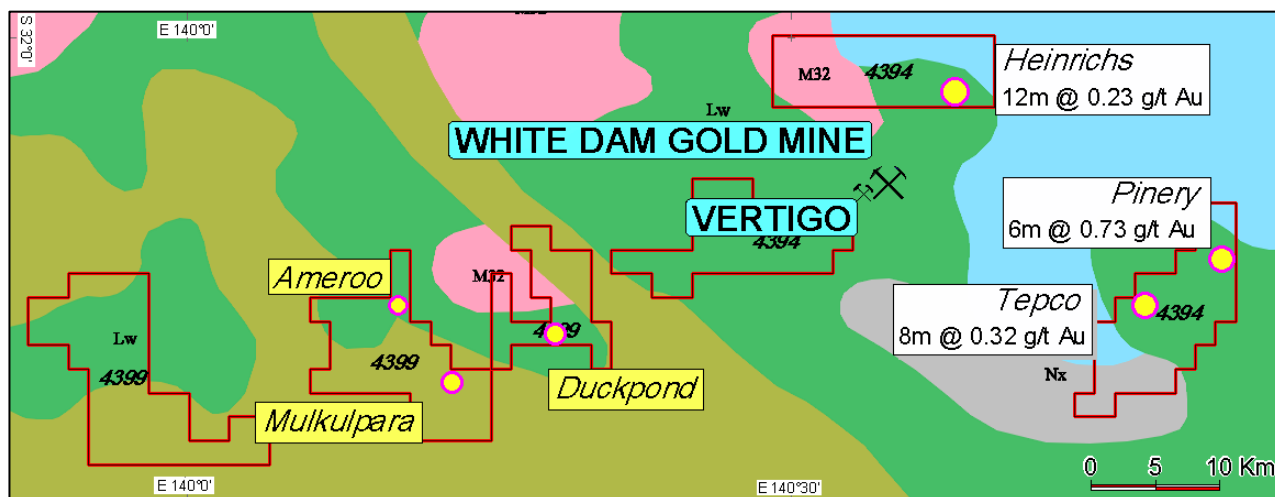 S 32°0'
E 140°0'
M32
4394
Heinrichs
12m @ 0.23 g/t Au
Lw
WHITE DAM GOLD MINE
Pinery
6m @ 0.73 g/t Au
VERTIGO
4394
Ameroo
M32
Tepco
8m @ 0.32 g/t Au
4394
Lw
4399
4399
Nx
Duckpond
Mulkulpara
0 5 10 Km
E 140°0'
E 140°30'